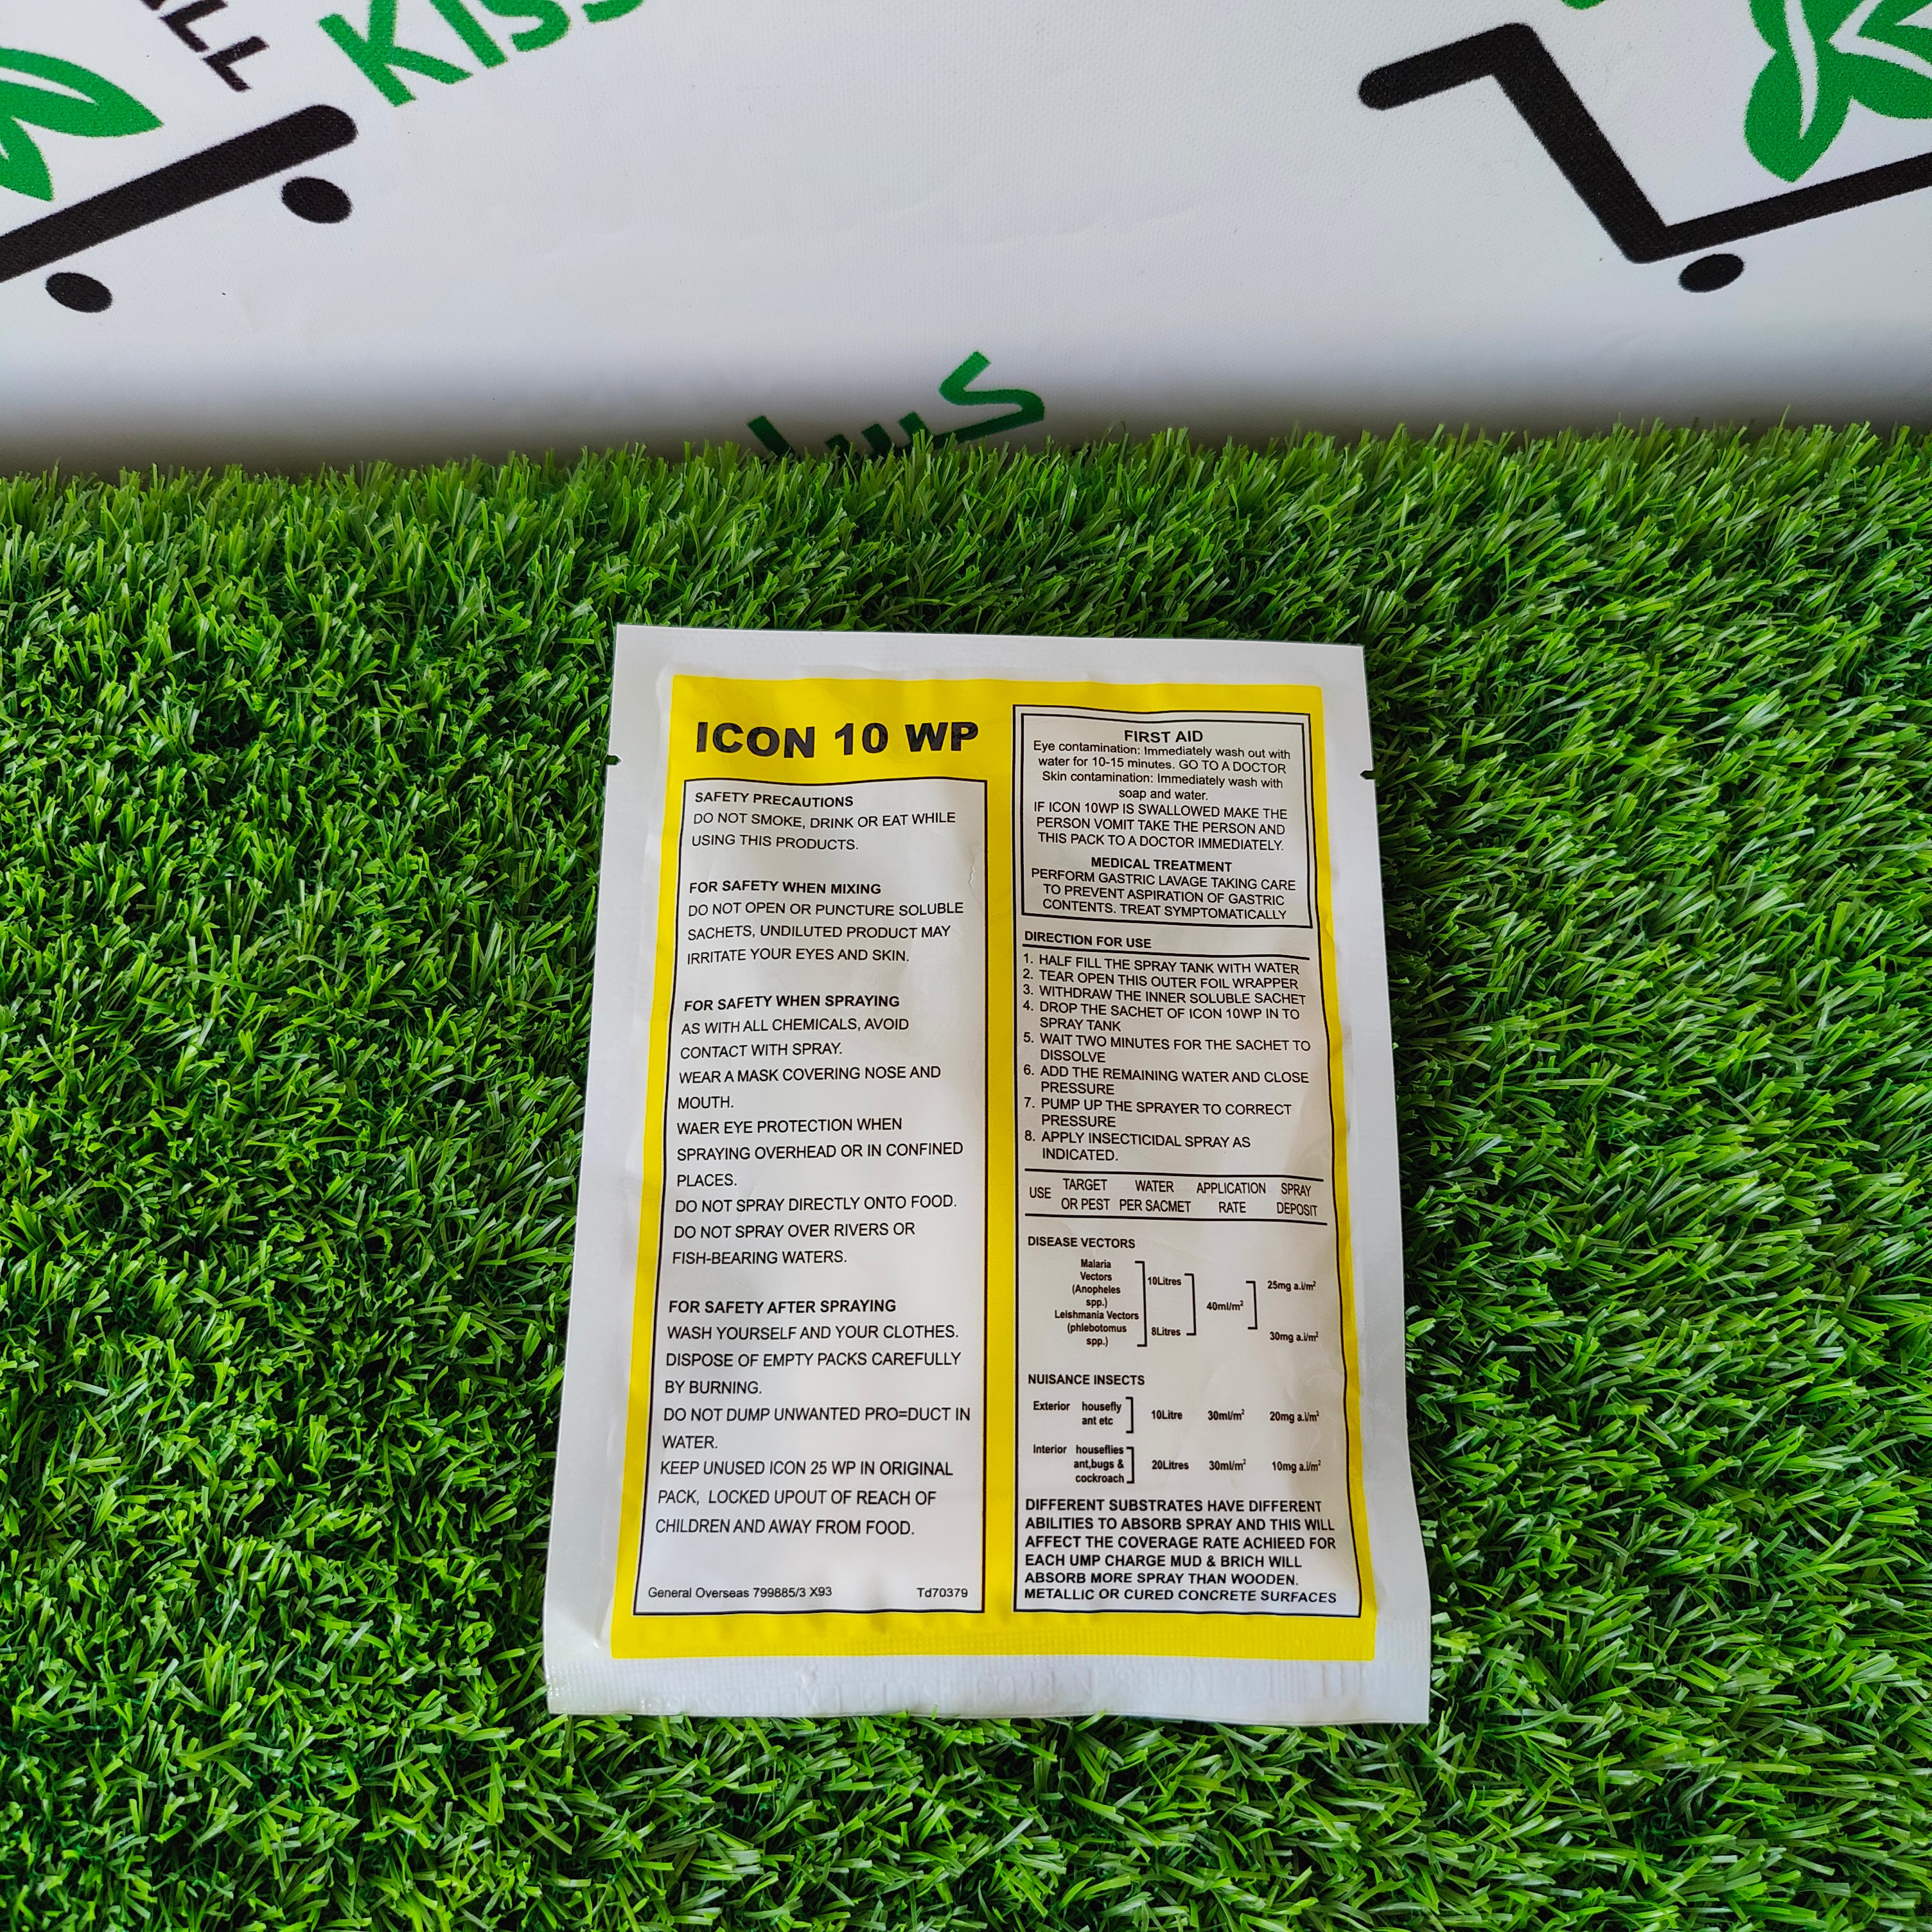 ALL
KISS
كيسا
ICON 10 WP
SAFETY PRECAUTIONS
DO NOT SMOKE, DRINK OR EAT WHILE
USING THIS PRODUCTS.
FOR SAFETY WHEN MIXING
DO NOT OPEN OR PUNCTURE SOLUBLE
SACHETS, UNDILUTED PRODUCT MAY
IRRITATE YOUR EYES AND SKIN.
FOR SAFETY WHEN SPRAYING
AS WITH ALL CHEMICALS, AVOID
CONTACT WITH SPRAY.
WEAR A MASK COVERING NOSE AND
MOUTH.
WAER EYE PROTECTION WHEN
SPRAYING OVERHEAD OR IN CONFINED
PLACES.
DO NOT SPRAY DIRECTLY ONTO FOOD.
DO NOT SPRAY OVER RIVERS OR
FISH-BEARING WATERS.
FOR SAFETY AFTER SPRAYING
WASH YOURSELF AND YOUR CLOTHES.
DISPOSE OF EMPTY PACKS CAREFULLY
BY BURNING.
DO NOT DUMP UNWANTED PRO=DUCT IN
WATER.
KEEP UNUSED ICON 25 WP IN ORIGINAL
PACK, LOCKED UPOUT OF REACH OF
CHILDREN AND AWAY FROM FOOD.
General Overseas 799885/3 X93 Td70379
FIRST AID
Eye contamination: Immediately wash out with
water for 10-15 minutes. GO TO A DOCTOR
Skin contamination: Immediately wash with
soap and water.
IF ICON 10WP IS SWALLOWED MAKE THE
PERSON VOMIT TAKE THE PERSON AND
THIS PACK TO A DOCTOR IMMEDIATELY.
MEDICAL TREATMENT
PERFORM GASTRIC LAVAGE TAKING CARE
TO PREVENT ASPIRATION OF GASTRIC
CONTENTS. TREAT SYMPTOMATICALLY
DIRECTION FOR USE
1. HALF FILL THE SPRAY TANK WITH WATER
2. TEAR OPEN THIS OUTER FOIL WRAPPER
3. WITHDRAW THE INNER SOLUBLE SACHET
4. DROP THE SACHET OF ICON 10WP IN TO
SPRAY TANK
5. WAIT TWO MINUTES FOR THE SACHET TO
DISSOLVE
6. ADD THE REMAINING WATER AND CLOSE
PRESSURE
7. PUMP UP THE SPRAYER TO CORRECT
PRESSURE
8. APPLY INSECTICIDAL SPRAY AS
INDICATED.
USE TARGET WATER APPLICATION SPRAY
OR PEST PER SACMET RATE DEPOSIT
DISEASE VECTORS
Malaria
Vectors
(Anopheles
spp.)
Leishmania Vectors
(phlebotomus
spp.)
10Litres
8Litres
40ml/m²
25mg a.i/m²
30mg a.i/m²
NUISANCE INSECTS
Exterior housefly
ant etc
10Litre 30ml/m² 20mg a.i/m²
Interior houseflies
ant,bugs &
cockroach
20Litres 30ml/m² 10mg a.i/m²
DIFFERENT SUBSTRATES HAVE DIFFERENT
ABILITIES TO ABSORB SPRAY AND THIS WILL
AFFECT THE COVERAGE RATE ACHIEED FOR
EACH UMP CHARGE MUD & BRICH WILL
ABSORB MORE SPRAY THAN WOODEN.
METALLIC OR CURED CONCRETE SURFACES